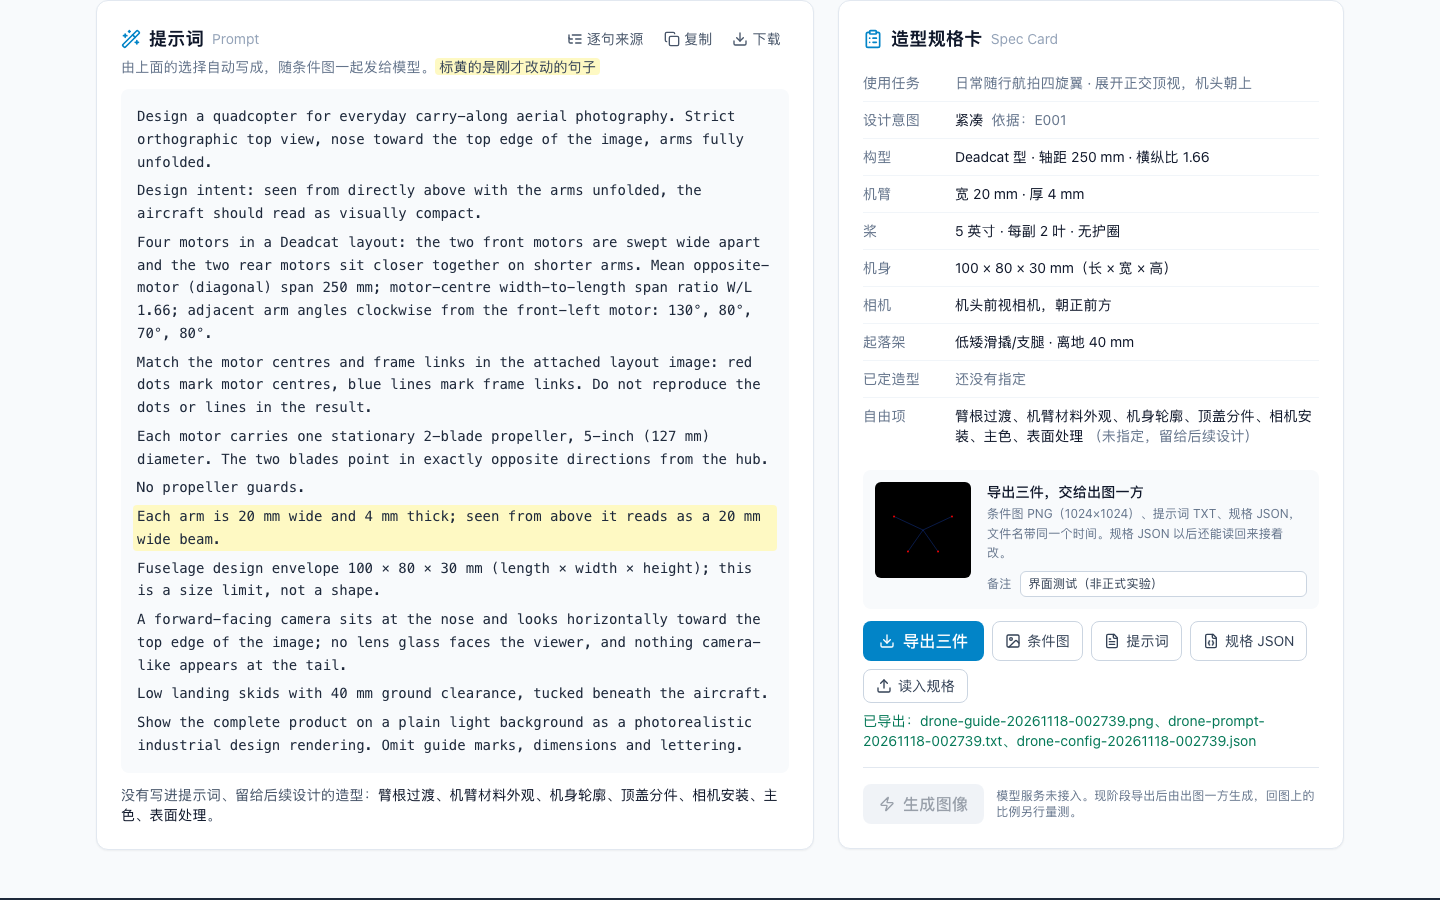 提示词 Prompt 逐句来源 复制 下载
由上面的选择自动写成，随条件图一起发给模型。 标黄的是刚才改动的句子
Design a quadcopter for everyday carry-along aerial photography. Strict
orthographic top view, nose toward the top edge of the image, arms fully
unfolded.
Design intent: seen from directly above with the arms unfolded, the
aircraft should read as visually compact.
Four motors in a Deadcat layout: the two front motors are swept wide apart
and the two rear motors sit closer together on shorter arms. Mean opposite-
motor (diagonal) span 250 mm; motor-centre width-to-length span ratio W/L
1.66; adjacent arm angles clockwise from the front-left motor: 130°, 80°,
70°, 80°.
Match the motor centres and frame links in the attached layout image: red
dots mark motor centres, blue lines mark frame links. Do not reproduce the
dots or lines in the result.
Each motor carries one stationary 2-blade propeller, 5-inch (127 mm)
diameter. The two blades point in exactly opposite directions from the hub.
No propeller guards.
Each arm is 20 mm wide and 4 mm thick; seen from above it reads as a 20 mm
wide beam.
Fuselage design envelope 100 × 80 × 30 mm (length × width × height); this
is a size limit, not a shape.
A forward-facing camera sits at the nose and looks horizontally toward the
top edge of the image; no lens glass faces the viewer, and nothing camera-
like appears at the tail.
Low landing skids with 40 mm ground clearance, tucked beneath the aircraft.
Show the complete product on a plain light background as a photorealistic
industrial design rendering. Omit guide marks, dimensions and lettering.
没有写进提示词、留给后续设计的造型：臂根过渡、机臂材料外观、机身轮廓、顶盖分件、相机安装、主
色、表面处理。
造型规格卡 Spec Card
使用任务 日常随行航拍四旋翼 · 展开正交顶视，机头朝上
设计意图 紧凑 依据：E001
构型 Deadcat 型 · 轴距 250 mm · 横纵比 1.66
机臂 宽 20 mm · 厚 4 mm
桨 5 英寸 · 每副 2 叶 · 无护圈
机身 100 × 80 × 30 mm（长 × 宽 × 高）
相机 机头前视相机，朝正前方
起落架 低矮滑撬/支腿 · 离地 40 mm
已定造型 还没有指定
自由项 臂根过渡、机臂材料外观、机身轮廓、顶盖分件、相机安
装、主色、表面处理 （未指定，留给后续设计）
导出三件，交给出图一方
条件图 PNG（1024×1024）、提示词 TXT、规格 JSON，
文件名带同一个时间。规格 JSON 以后还能读回来接着
改。
备注 界面测试（非正式实验）
导出三件 条件图 提示词 规格 JSON
读入规格
已导出：drone-guide-20261118-002739.png、drone-prompt-
20261118-002739.txt、drone-config-20261118-002739.json
生成图像 模型服务未接入。现阶段导出后由出图一方生成，回图上的
比例另行量测。